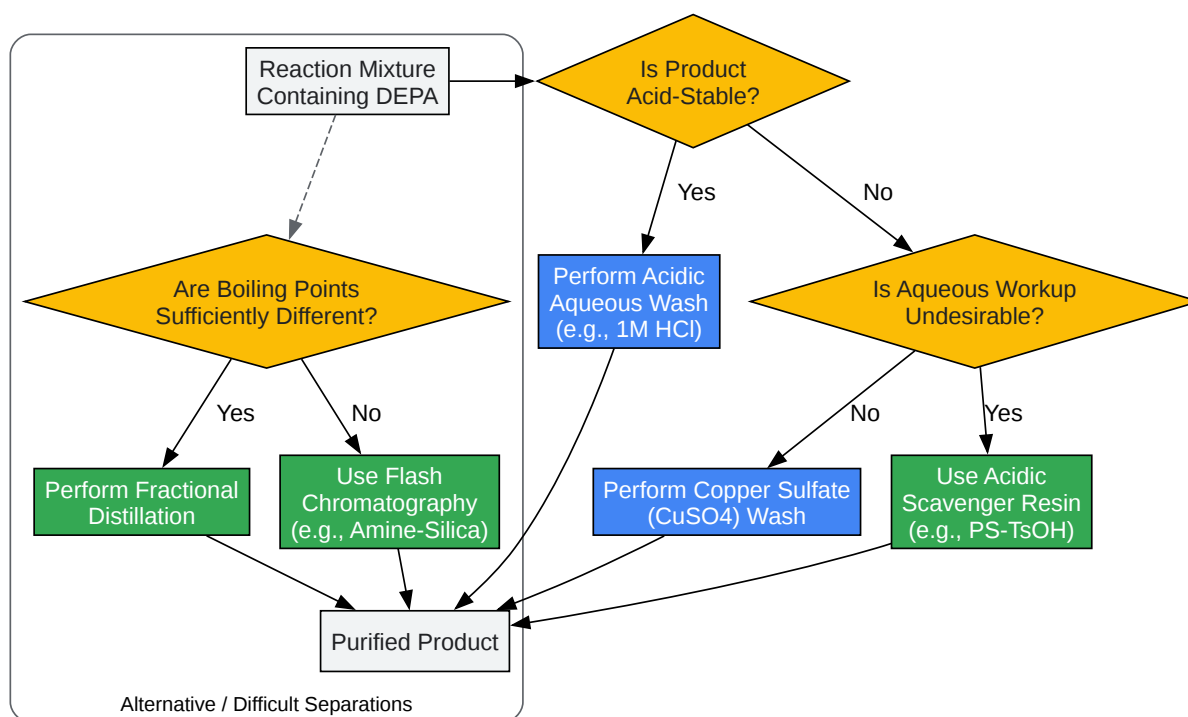 Reaction Mixture
Containing DEPA
Is Product
Acid-Stable?
Yes
No
Are Boiling Points
Sufficiently Different?
Perform Acidic
Aqueous Wash
(e.g., 1M HCl)
Is Aqueous Workup
Undesirable?
Yes
No
No
Yes
Perform Fractional
Distillation
Use Flash
Chromatography
(e.g., Amine-Silica)
Perform Copper Sulfate
(CuSO4) Wash
Use Acidic
Scavenger Resin
(e.g., PS-TsOH)
Purified Product
Alternative / Difficult Separations